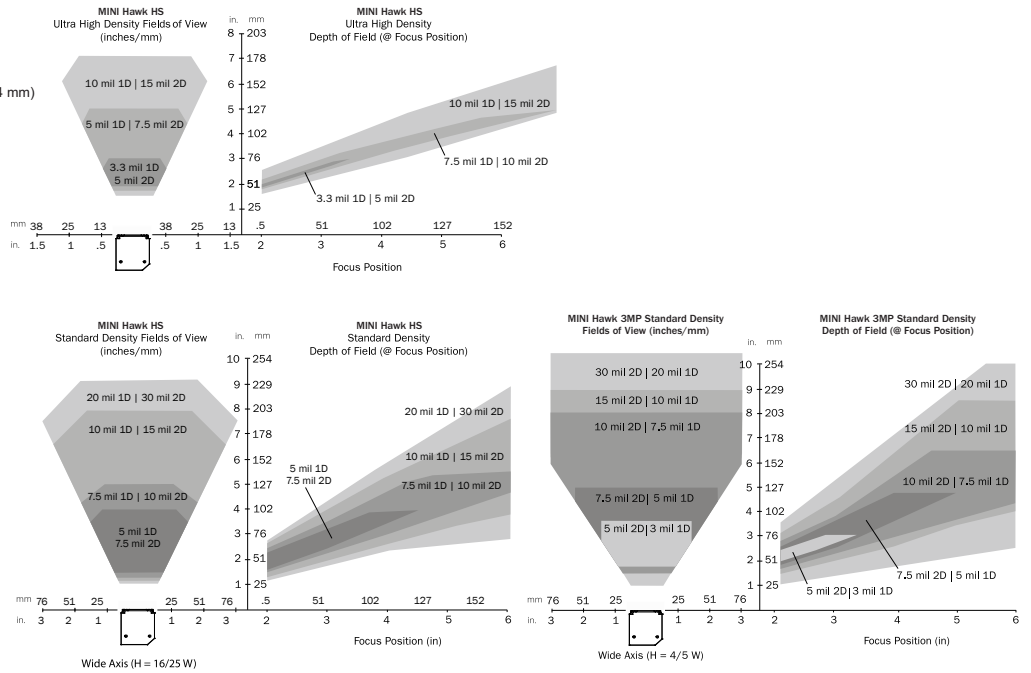 MINI Hawk HS
Ultra High Density Fields of View
(inches/mm)
4 mm)
10 mil 1D | 15 mil 2D
5 mil 1D | 7.5 mil 2D
3.3 mil 1D
5 mil 2D
mm 38 25 13 38 25 13
in. 1.5 1 .5 .5 1 1.5
MINI Hawk HS
Ultra High Density
Depth of Field (@ Focus Position)
in. mm
8 203
7 178
6 152
5 127
4 102
3 76
2 51
1 25
10 mil 1D | 15 mil 2D
7.5 mil 1D | 10 mil 2D
3.3 mil 1D | 5 mil 2D
.5 51 102 127 152
2 3 4 5 6
Focus Position
MINI Hawk HS
Standard Density Fields of View
(inches/mm)
20 mil 1D | 30 mil 2D
10 mil 1D | 15 mil 2D
7.5 mil 1D | 10 mil 2D
5 mil 1D
7.5 mil 2D
mm 76 51 25 25 51 76
in. 3 2 1 1 2 3
Wide Axis (H = 16/25 W)
MINI Hawk HS
Standard Density
Depth of Field (@ Focus Position)
in. mm
10 254
9 229
8 203
7 178
6 152
5 127
4 102
3 76
2 51
1 25
20 mil 1D | 30 mil 2D
10 mil 1D | 15 mil 2D
5 mil 1D
7.5 mil 2D
7.5 mil 1D | 10 mil 2D
.5 51 102 127 152
2 3 4 5 6
Focus Position (in)
MINI Hawk 3MP Standard Density
Fields of View (inches/mm)
30 mil 2D | 20 mil 1D
15 mil 2D | 10 mil 1D
10 mil 2D | 7.5 mil 1D
7.5 mil 2D | 5 mil 1D
5 mil 2D | 3 mil 1D
mm 76 51 25 25 51 76
in. 3 2 1 1 2 3
Wide Axis (H = 4/5 W)
MINI Hawk 3MP Standard Density
Depth of Field (@ Focus Position)
in. mm
10 254
9 229
8 203
7 178
6 152
5 127
4 102
3 76
2 51
1 25
30 mil 2D | 20 mil 1D
15 mil 2D | 10 mil 1D
10 mil 2D | 7.5 mil 1D
7.5 mil 2D | 5 mil 1D
5 mil 2D | 3 mil 1D
2 3 4 5 6
Focus Position (in)